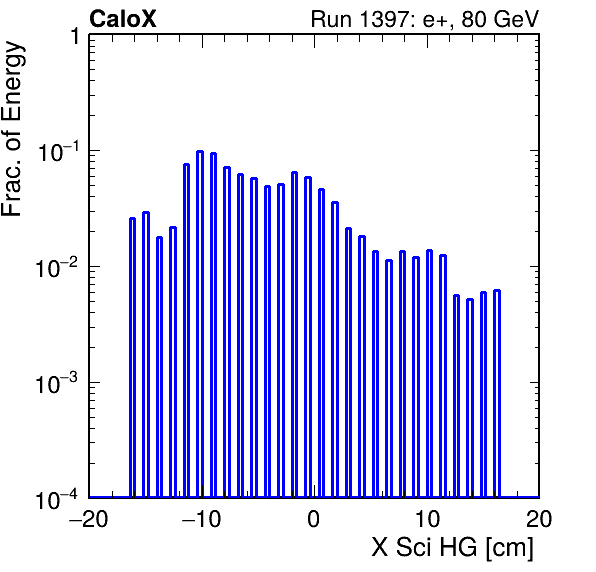 CaloX
Run 1397: e+, 80 GeV
Frac. of Energy
1
10−1
10−2
10−3
10−4
−20
−10
0
10
20
X Sci HG [cm]